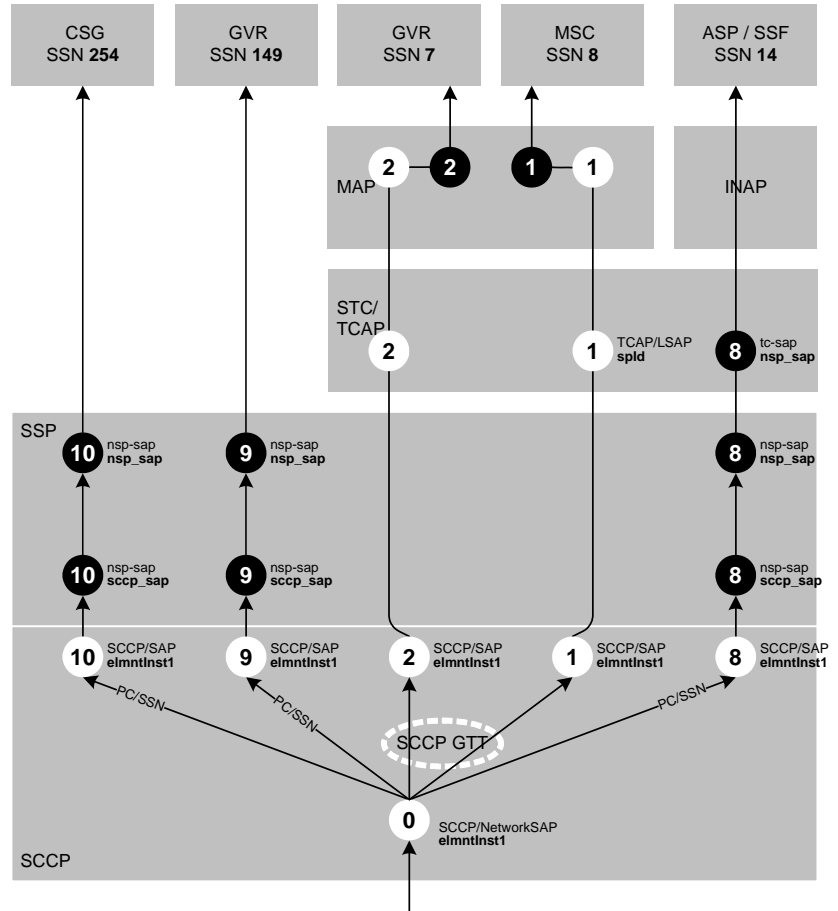 CSG
SSN 254
GVR
SSN 149
GVR
SSN 7
MSC
SSN 8
ASP / SSF
SSN 14
2
2
1
1
MAP
INAP
STC/
TCAP
2
1
TCAP/LSAP
spId
8
tc-sap
nsp_sap
SSP
10
nsp-sap
nsp_sap
9
nsp-sap
nsp_sap
8
nsp-sap
nsp_sap
10
nsp-sap
sccp_sap
9
nsp-sap
sccp_sap
8
nsp-sap
sccp_sap
10
SCCP/SAP
elmntInst1
9
SCCP/SAP
elmntInst1
2
SCCP/SAP
elmntInst1
1
SCCP/SAP
elmntInst1
8
SCCP/SAP
elmntInst1
PC/SSN
PC/SSN
PC/SSN
SCCP GTT
0
SCCP/NetworkSAP
elmntInst1
SCCP